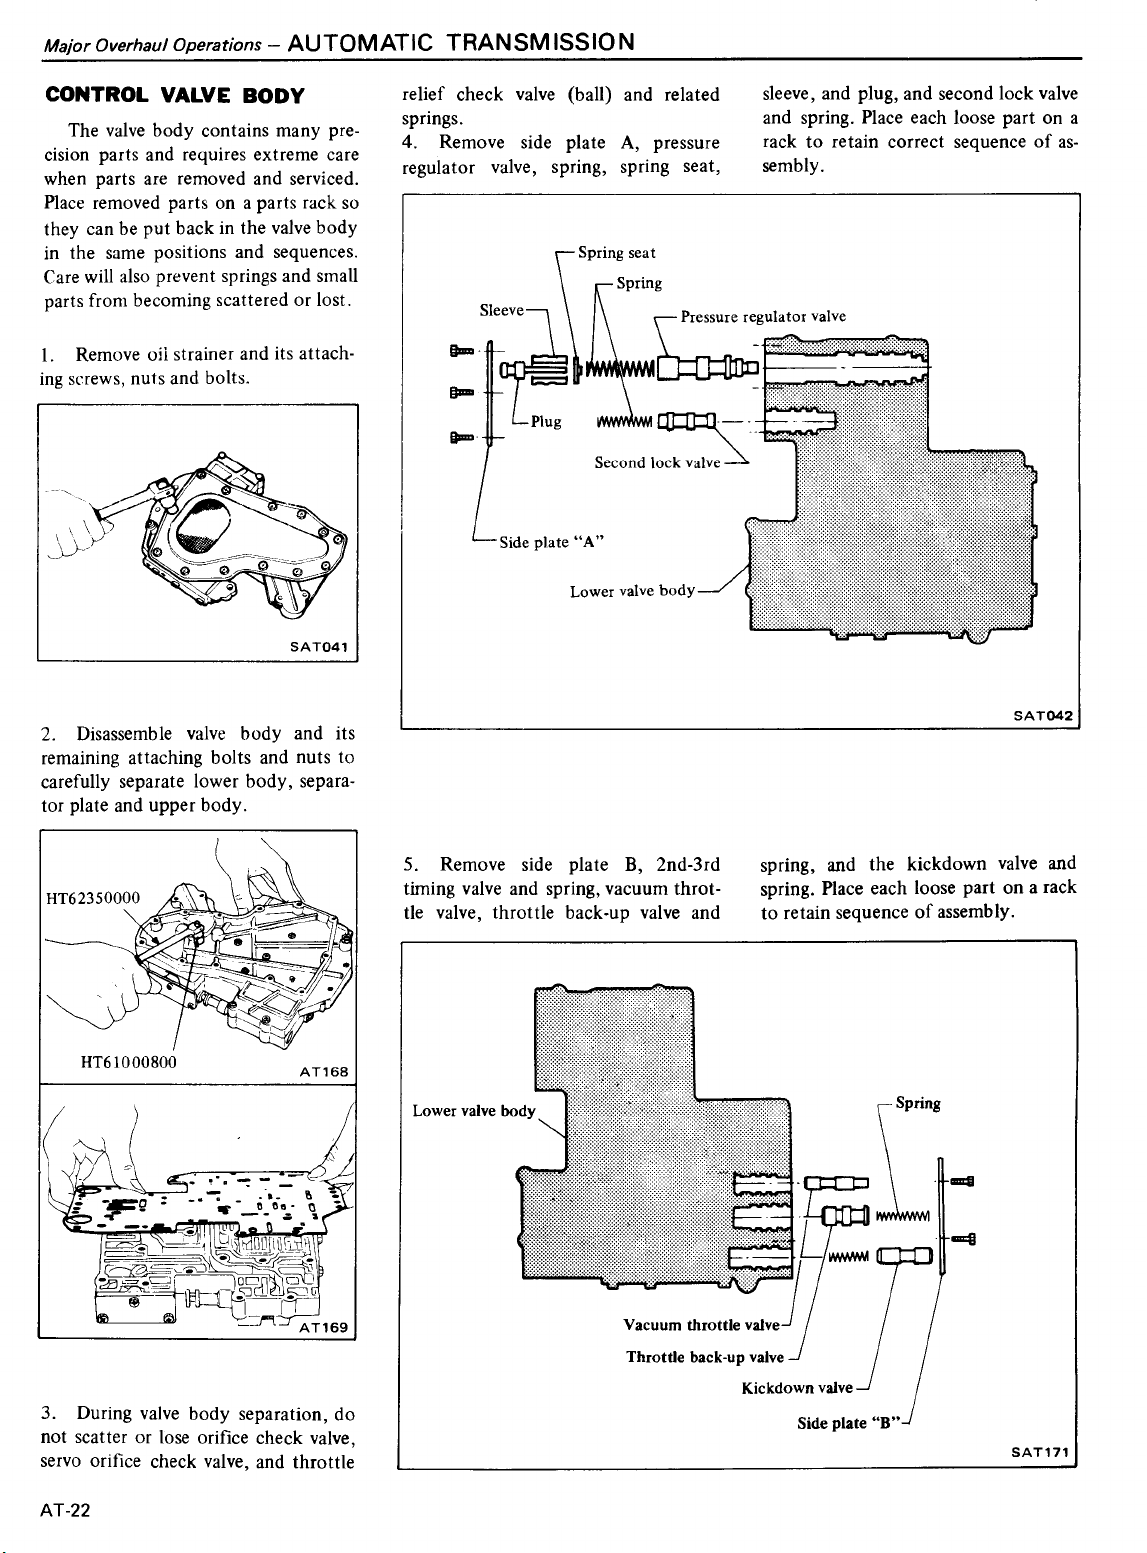 Major Overhaul Operations – AUTOMATIC TRANSMISSION
CONTROL VALVE BODY
The valve body contains many pre-
cision parts and requires extreme care
when parts are removed and serviced.
Place removed parts on a parts rack so
they can be put back in the valve body
in the same positions and sequences.
Care will also prevent springs and small
parts from becoming scattered or lost.
1. Remove oil strainer and its attach-
ing screws, nuts and bolts.
SAT041
2. Disassemble valve body and its
remaining attaching bolts and nuts to
carefully separate lower body, separa-
tor plate and upper body.
HT62350000
HT61000800
AT168
AT169
3. During valve body separation, do
not scatter or lose orifice check valve,
servo orifice check valve, and throttle
relief check valve (ball) and related
springs.
4. Remove side plate A, pressure
regulator valve, spring, spring seat,
sleeve, and plug, and second lock valve
and spring. Place each loose part on a
rack to retain correct sequence of as-
sembly.
Spring seat
Spring
Sleeve
Pressure regulator valve
Plug
Second lock valve
Side plate "A"
Lower valve body
SAT042
5. Remove side plate B, 2nd-3rd
timing valve and spring, vacuum throt-
tle valve, throttle back-up valve and
spring, and the kickdown valve and
spring. Place each loose part on a rack
to retain sequence of assembly.
Lower valve body
Spring
Vacuum throttle valve
Throttle back-up valve
Kickdown valve
Side plate "B"
SAT171
AT-22